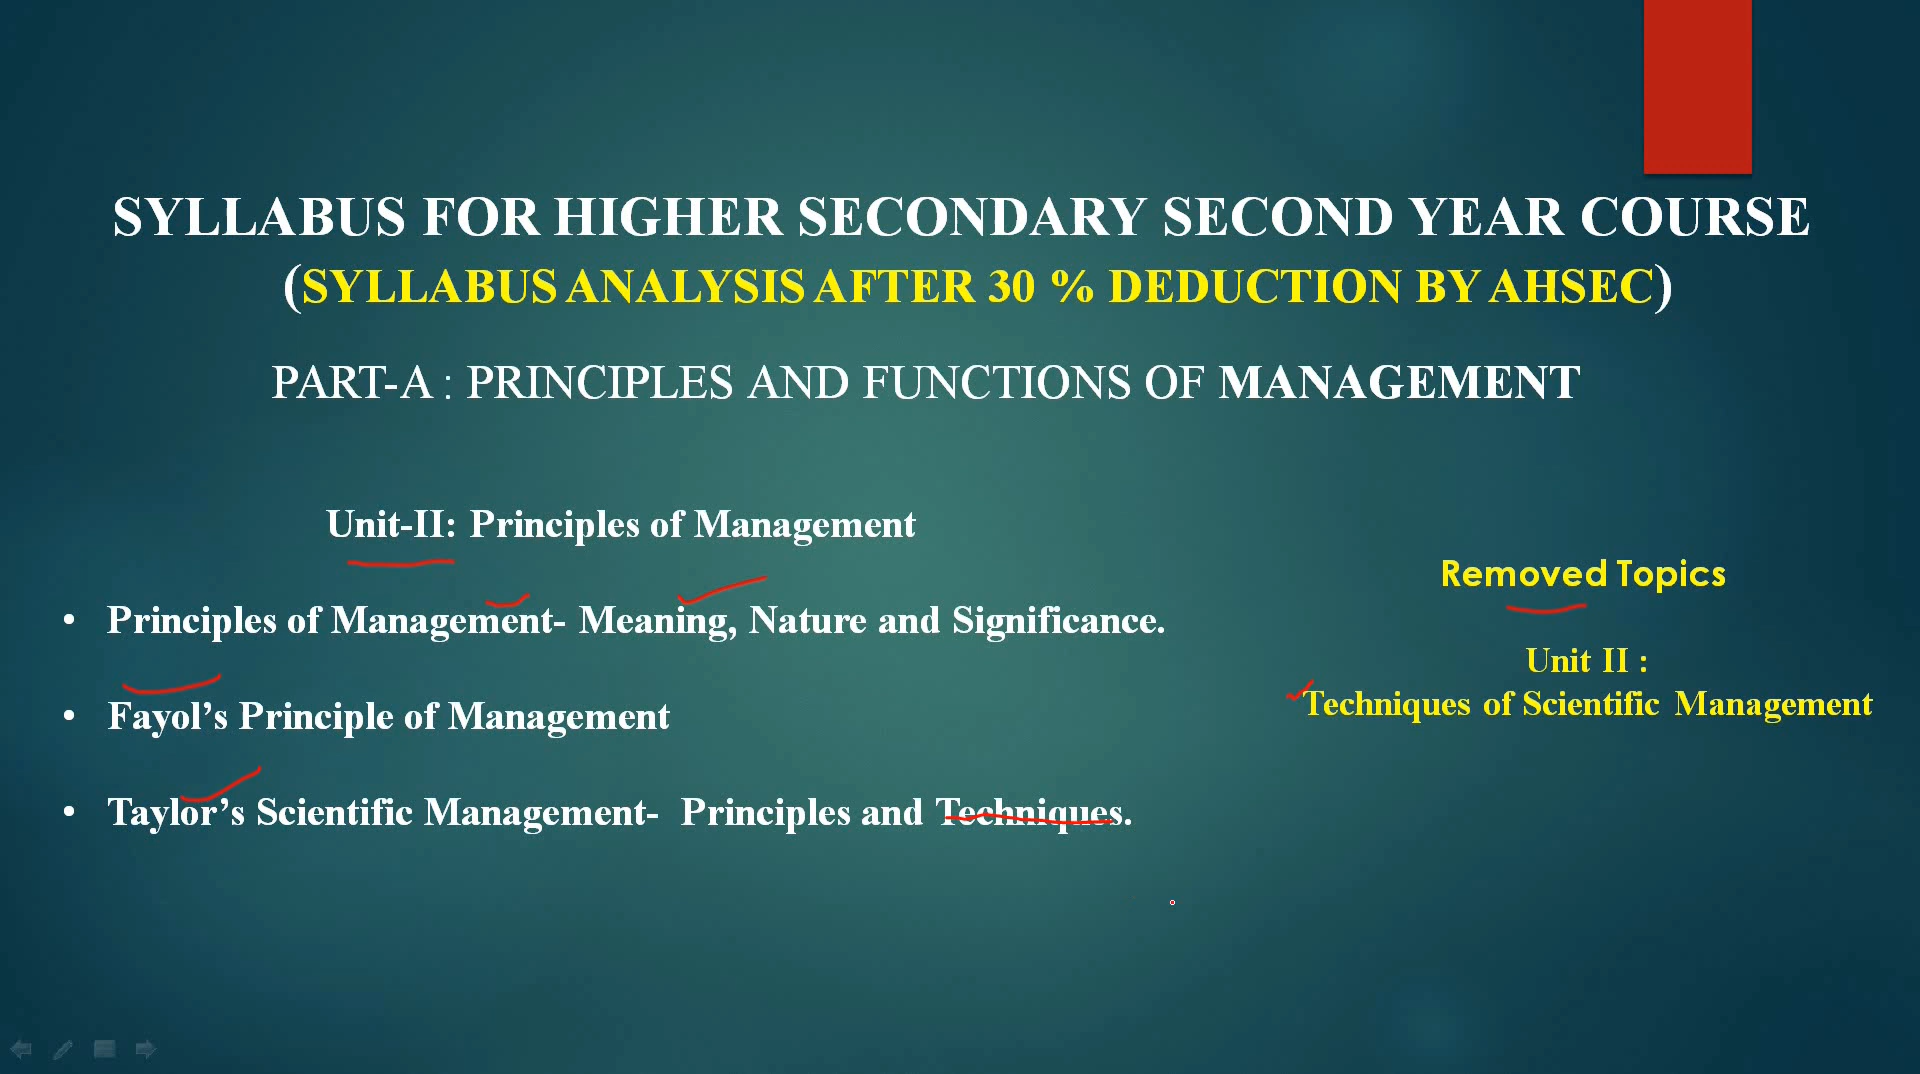 SYLLABUS FOR HIGHER SECONDARY SECOND YEAR COURSE
(SYLLABUS ANALYSIS AFTER 30 % DEDUCTION BY AHSEC)
PART-A : PRINCIPLES AND FUNCTIONS OF MANAGEMENT
Unit-II: Principles of Management
• Principles of Management- Meaning, Nature and Significance.
• Fayol’s Principle of Management
• Taylor’s Scientific Management- Principles and Techniques.
Removed Topics
Unit II :
Techniques of Scientific Management